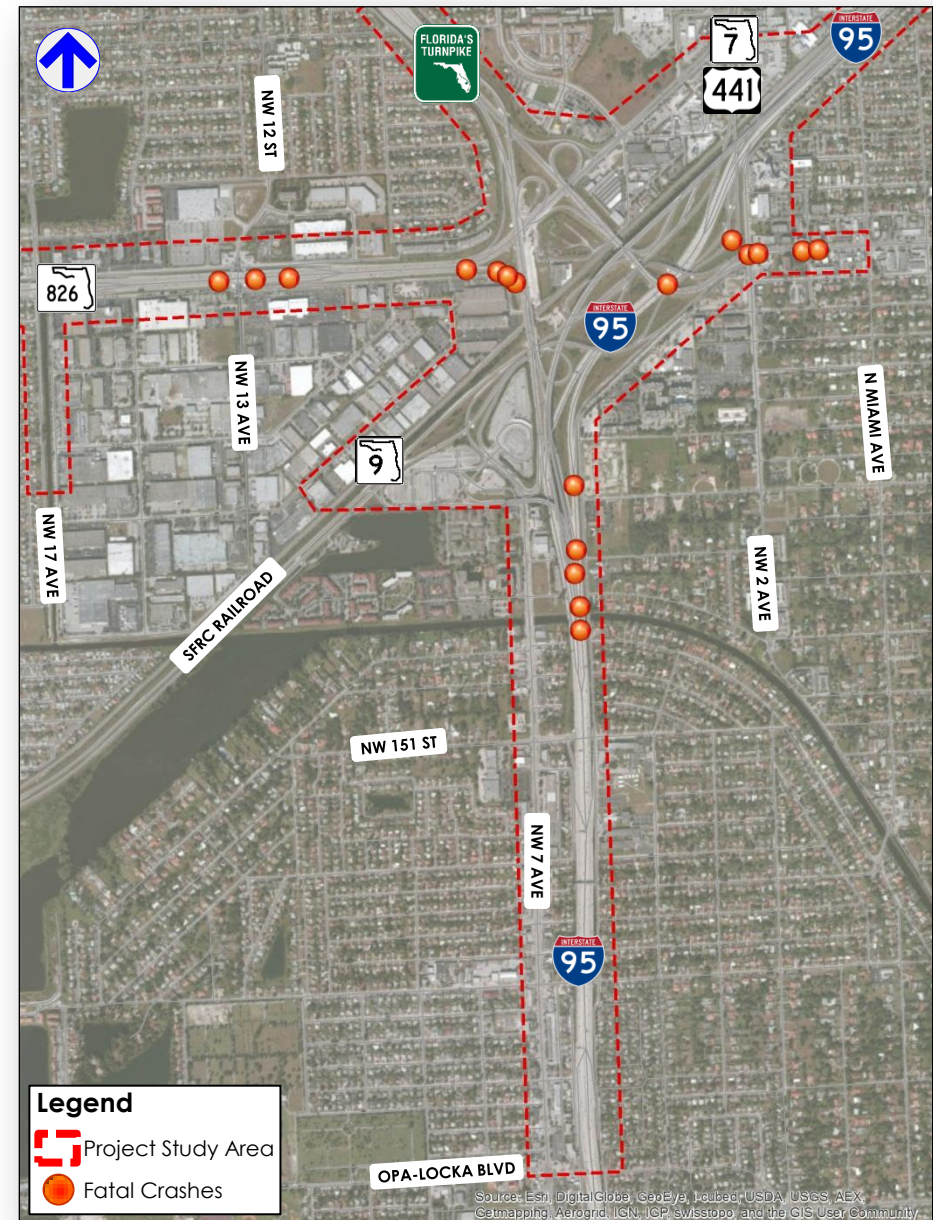 FLORIDA'S
TURNPIKE
7
441
INTERSTATE
95
NW 12 ST
826
INTERSTATE
95
NW 13 AVE
N MIAMI AVE
9
NW 17 AVE
NW 2 AVE
SFRC RAILROAD
NW 151 ST
NW 7 AVE
INTERSTATE
95
Legend
Project Study Area
Fatal Crashes
OPA-LOCKA BLVD
Source: Esri, DigitalGlobe, GeoEye, i-cubed, USDA, USGS, AEX,
Getmapping, Aerogrid, IGN, IGP, swisstopo, and the GIS User Community